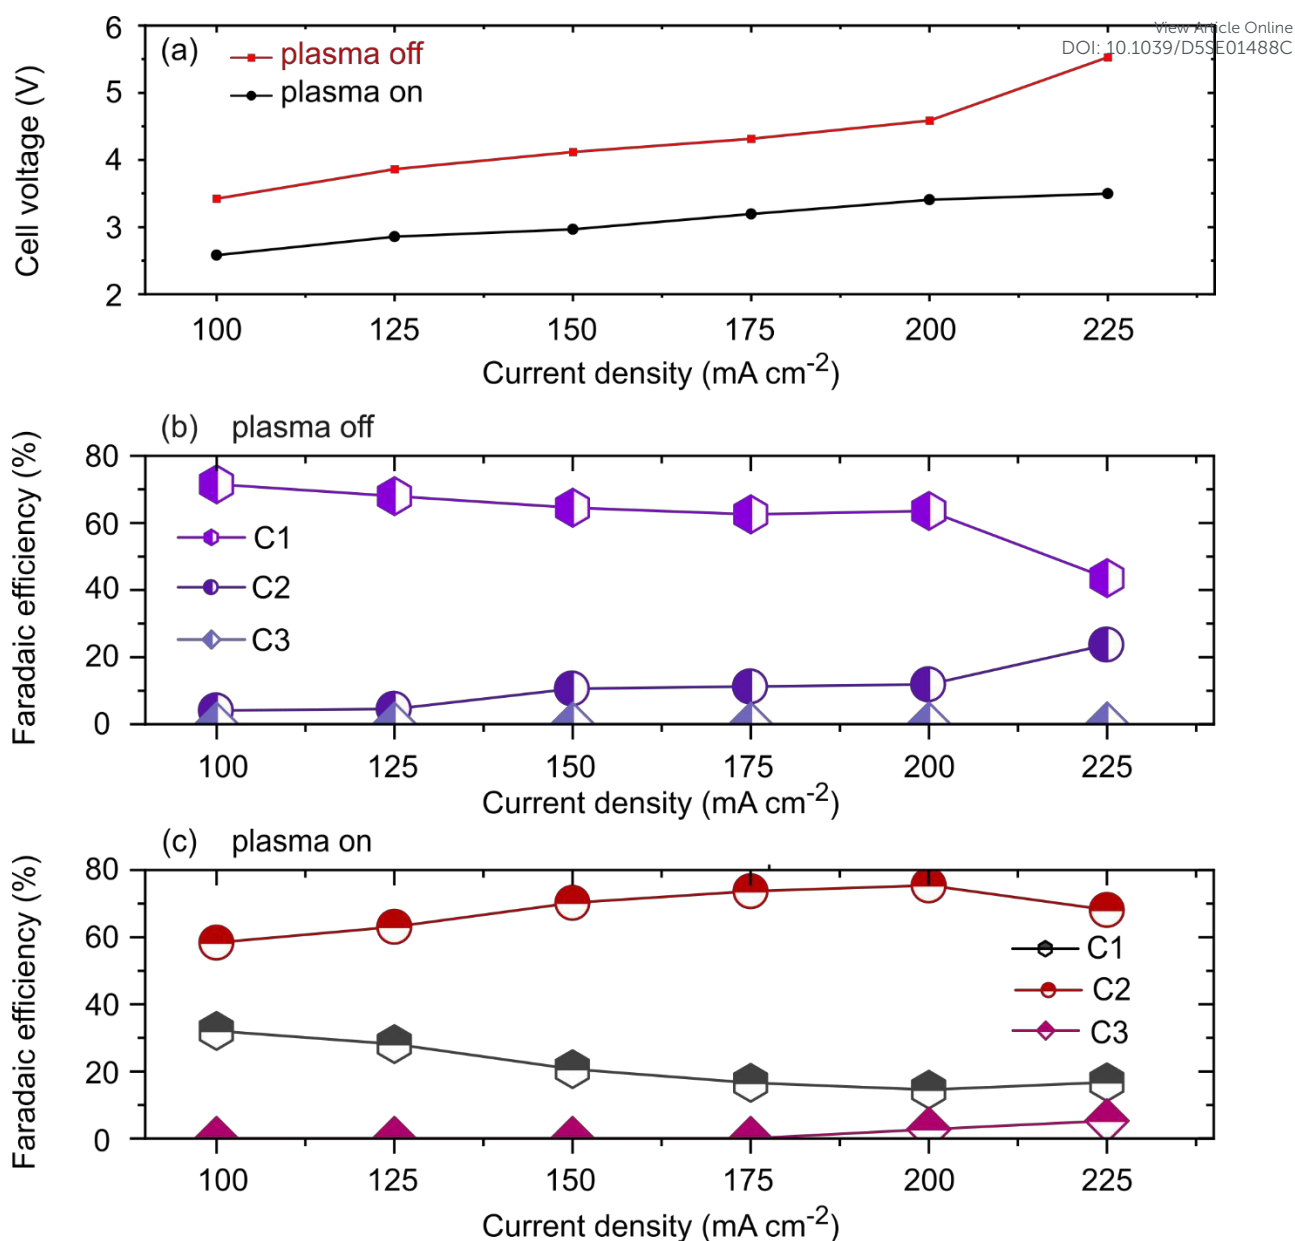 View Article Online
DOI: 10.1039/D5SE01488C
(a)
plasma off
plasma on
Cell voltage (V)
6
5
4
3
2
100 125 150 175 200 225
Current density (mA cm⁻²)
(b) plasma off
Faradaic efficiency (%)
80
60
40
20
0
C1
C2
C3
100 125 150 175 200 225
Current density (mA cm⁻²)
(c) plasma on
Faradaic efficiency (%)
80
60
40
20
0
C1
C2
C3
100 125 150 175 200 225
Current density (mA cm⁻²)